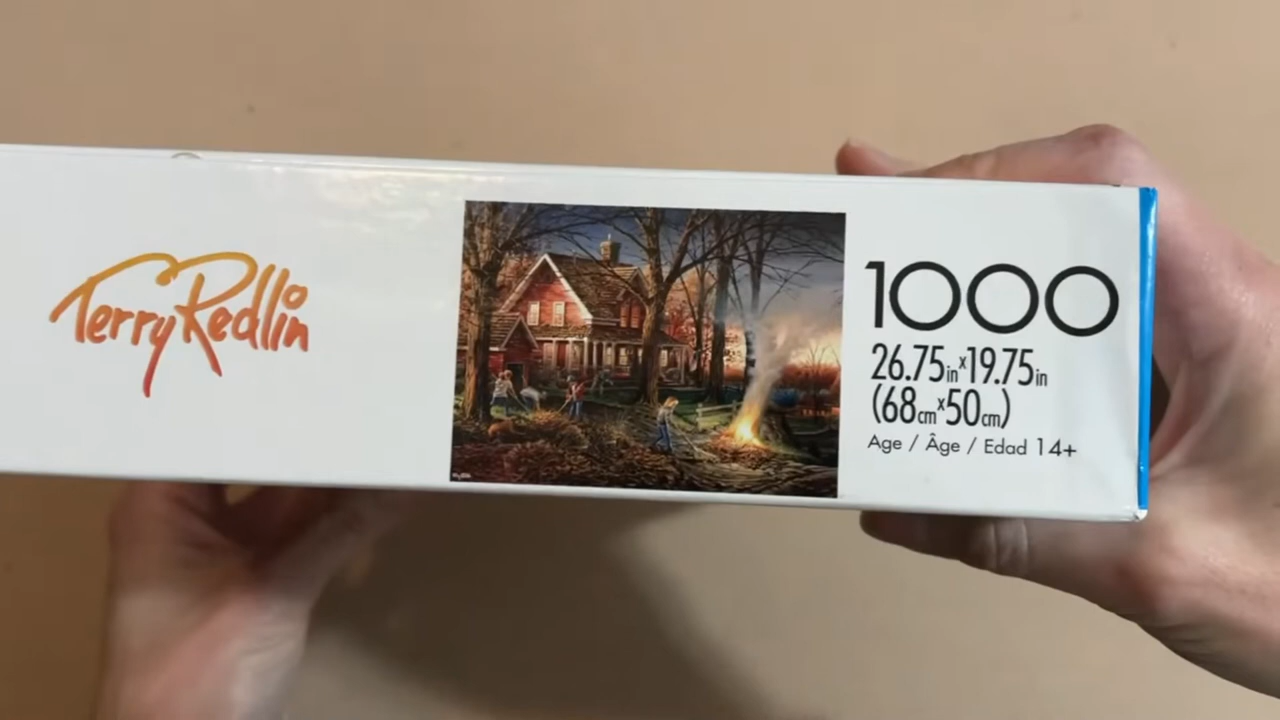 Terry Redlin
1000
26.75in x 19.75in
(68cm x 50cm)
Age / Âge / Edad 14+